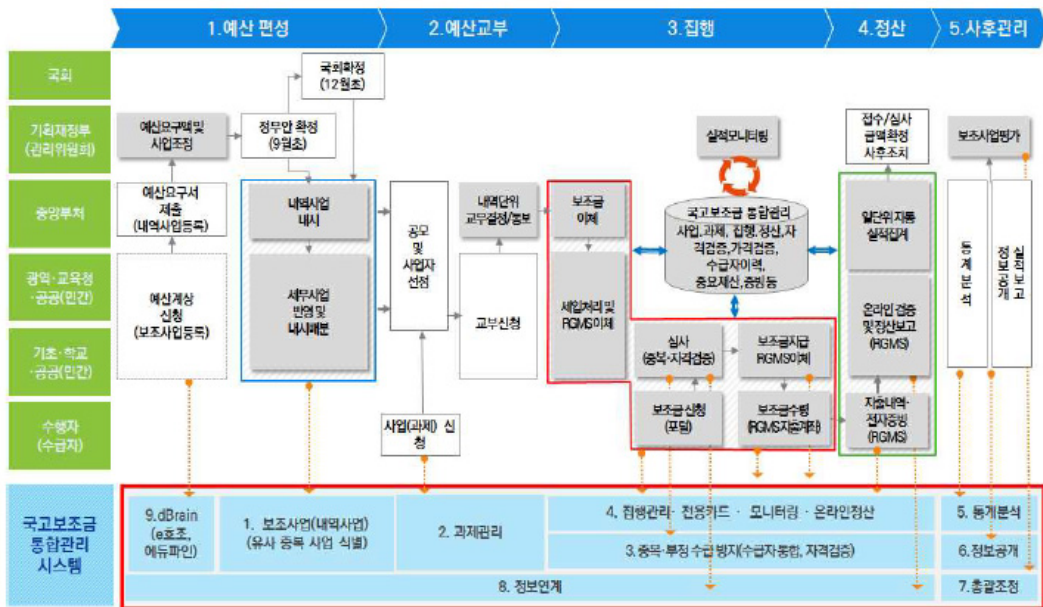 1.예산 편성
2.예산교부
3.집행
4.정산
5.사후관리
국회
국회확정
(12월초)
기획재정부
(관리위원회)
예산요구액 및
사업조정
정부안 확정
(9월초)
실적모니터링
접수/심사
금액확정
사후조치
보조사업평가
중앙부처
예산요구서
제출
(내역사업등록)
내역사업
내시
공모
및
사업자
선정
내역단위
교부결정/통보
보조금
이체
국고보조금 통합관리
사업, 과제, 집행·정산, 자
격검증, 가격검증,
수급자이력,
중요재산, 증빙 등
일단위 자동
실적집계
통계분석
정보공개
실적보고
광역·교육청
·공공(민간)
예산계상
신청
(보조사업등록)
세부사업
반영 및
내시배분
교부신청
세입처리 및
RGMS이체
온라인 검증
및 정산보고
(RGMS)
기초·학교
·공공(민간)
심사
(중복·자격검증)
보조금지급
RGMS이체
수행자
(수급자)
사업(과제) 신
청
보조금 신청
(포털)
보조금수령
(RGMS지출계좌)
지출내역·
전자증빙
(RGMS)
국고보조금
통합관리
시스템
9.dBrain
(e호조,
에듀파인)
1. 보조사업(내역사업)
(유사 중복 사업 식별)
2. 과제관리
4. 집행관리· 전용카드 · 모니터링 · 온라인정산
5. 통계분석
3. 중복·부정 수급 방지(수급자 통합, 자격검증)
6. 정보공개
8. 정보연계
7.총괄조정